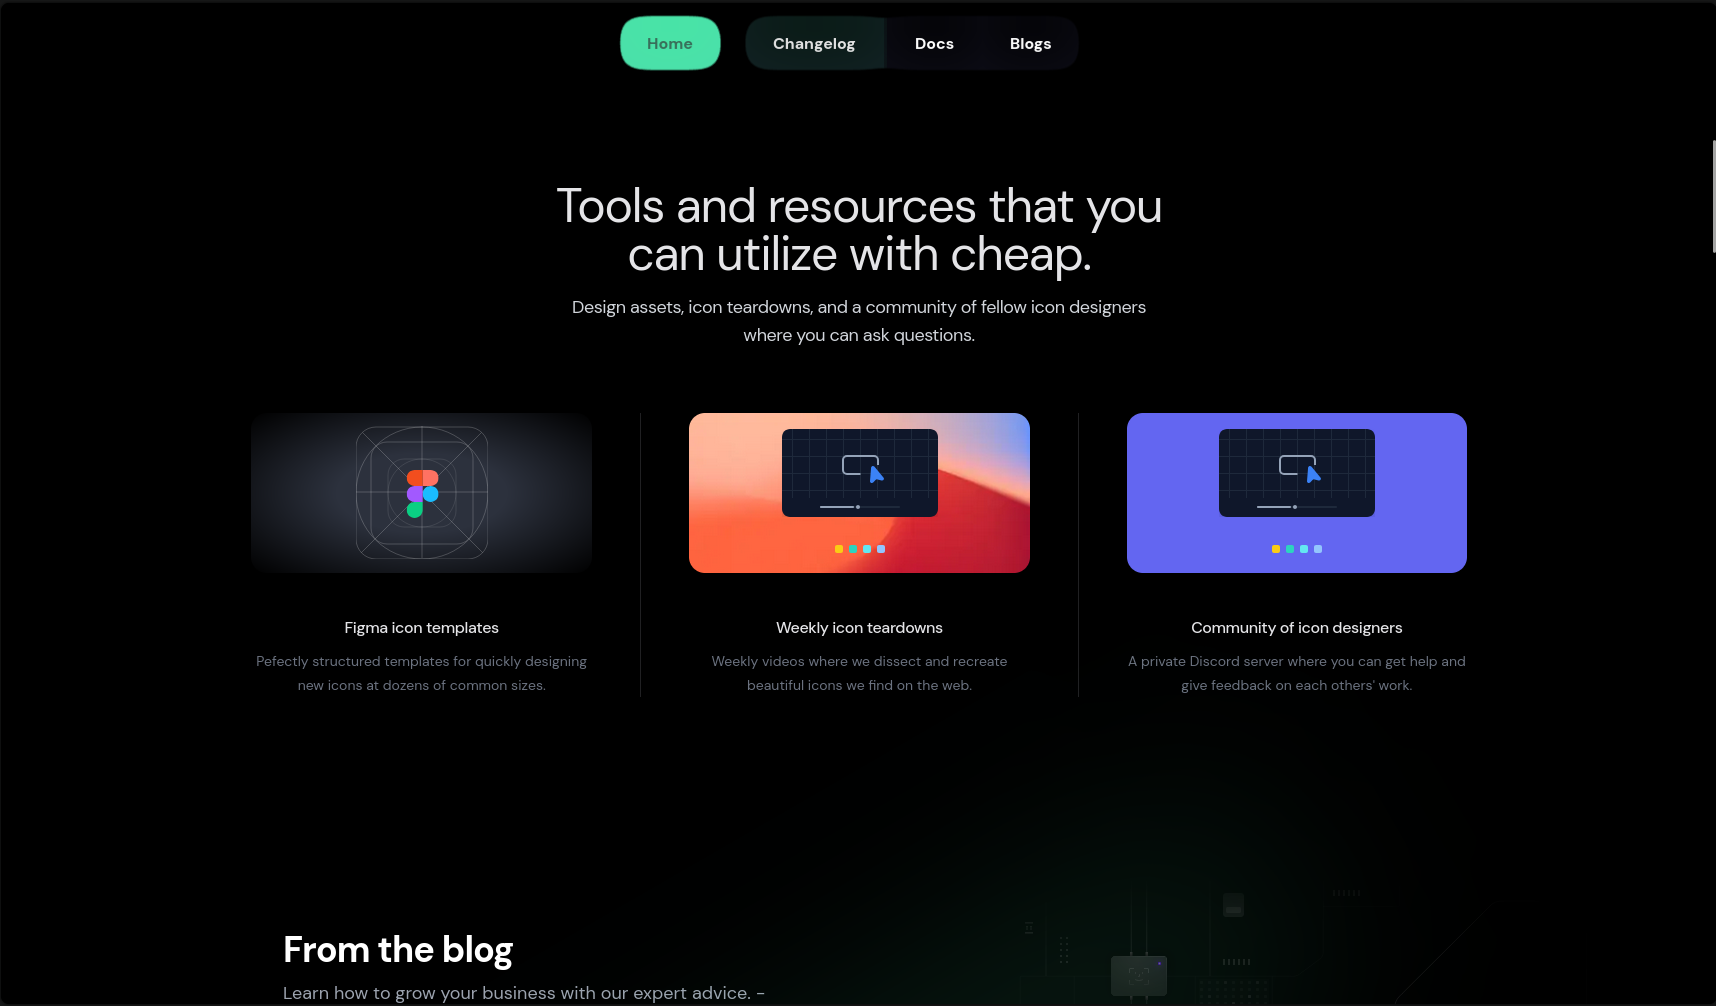 Home Changelog Docs Blogs
Tools and resources that you
can utilize with cheap.
Design assets, icon teardowns, and a community of fellow icon designers
where you can ask questions.
Figma icon templates
Pefectly structured templates for quickly designing
new icons at dozens of common sizes.
Weekly icon teardowns
Weekly videos where we dissect and recreate
beautiful icons we find on the web.
Community of icon designers
A private Discord server where you can get help and
give feedback on each others' work.
From the blog
Learn how to grow your business with our expert advice. -